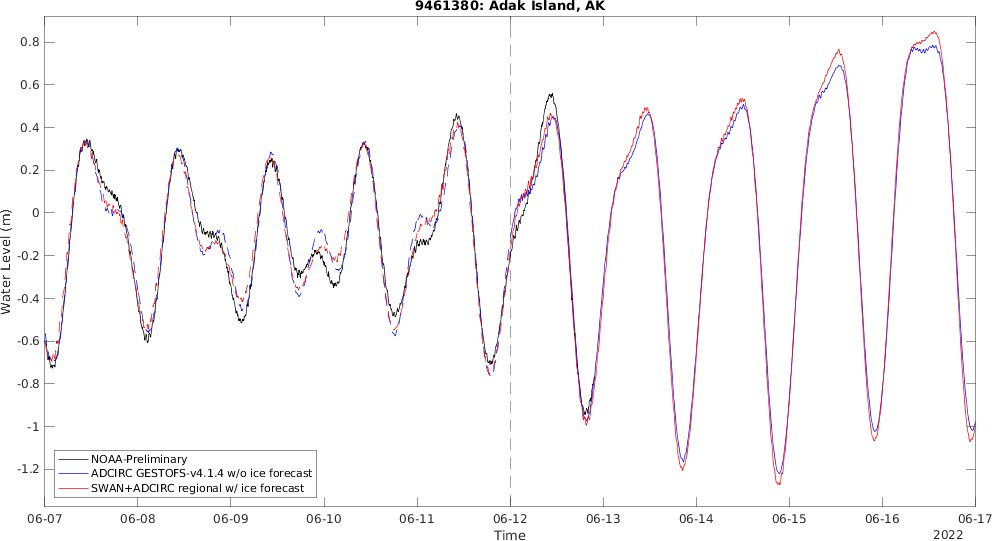 9461380: Adak Island, AK
0.8
0.6
0.4
0.2
0
-0.2
-0.4
-0.6
-0.8
-1
-1.2
Water Level (m)
NOAA-Preliminary
ADCIRC GESTOFS-v4.1.4 w/o ice forecast
SWAN+ADCIRC regional w/ ice forecast
06-07 06-08 06-09 06-10 06-11 06-12 06-13 06-14 06-15 06-16 06-17
Time
2022